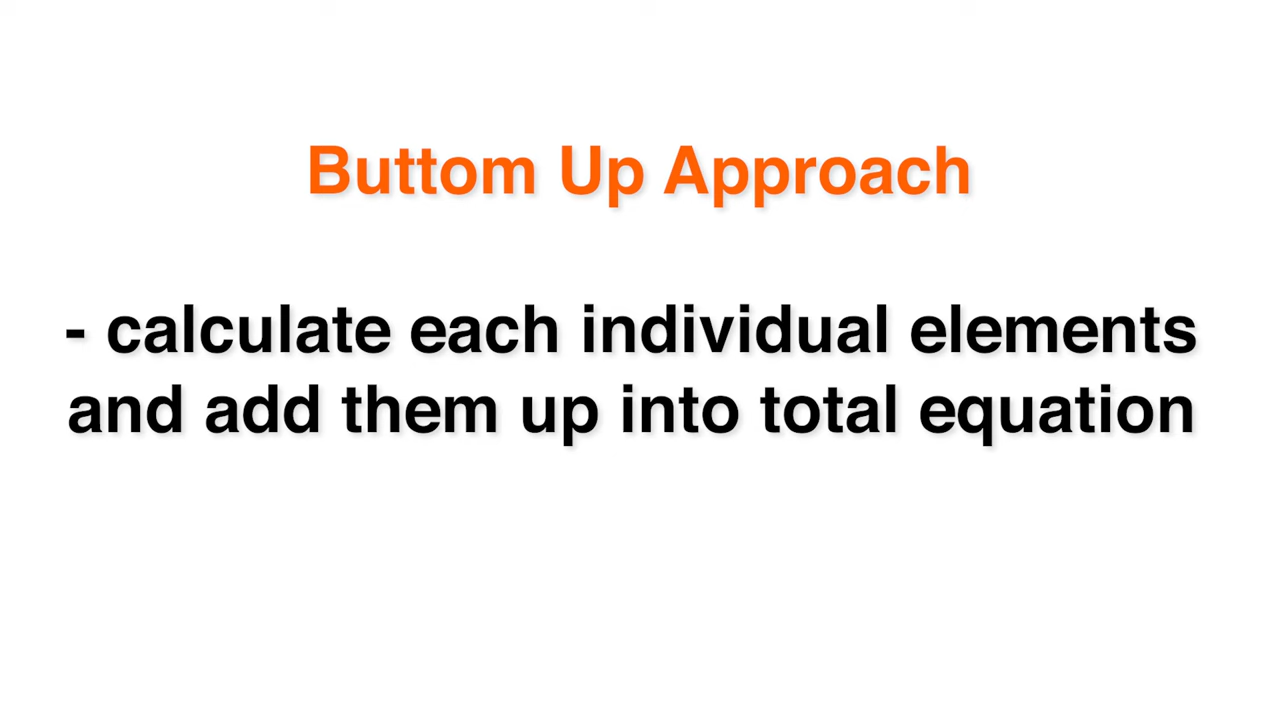 Buttom Up Approach
- calculate each individual elements
and add them up into total equation